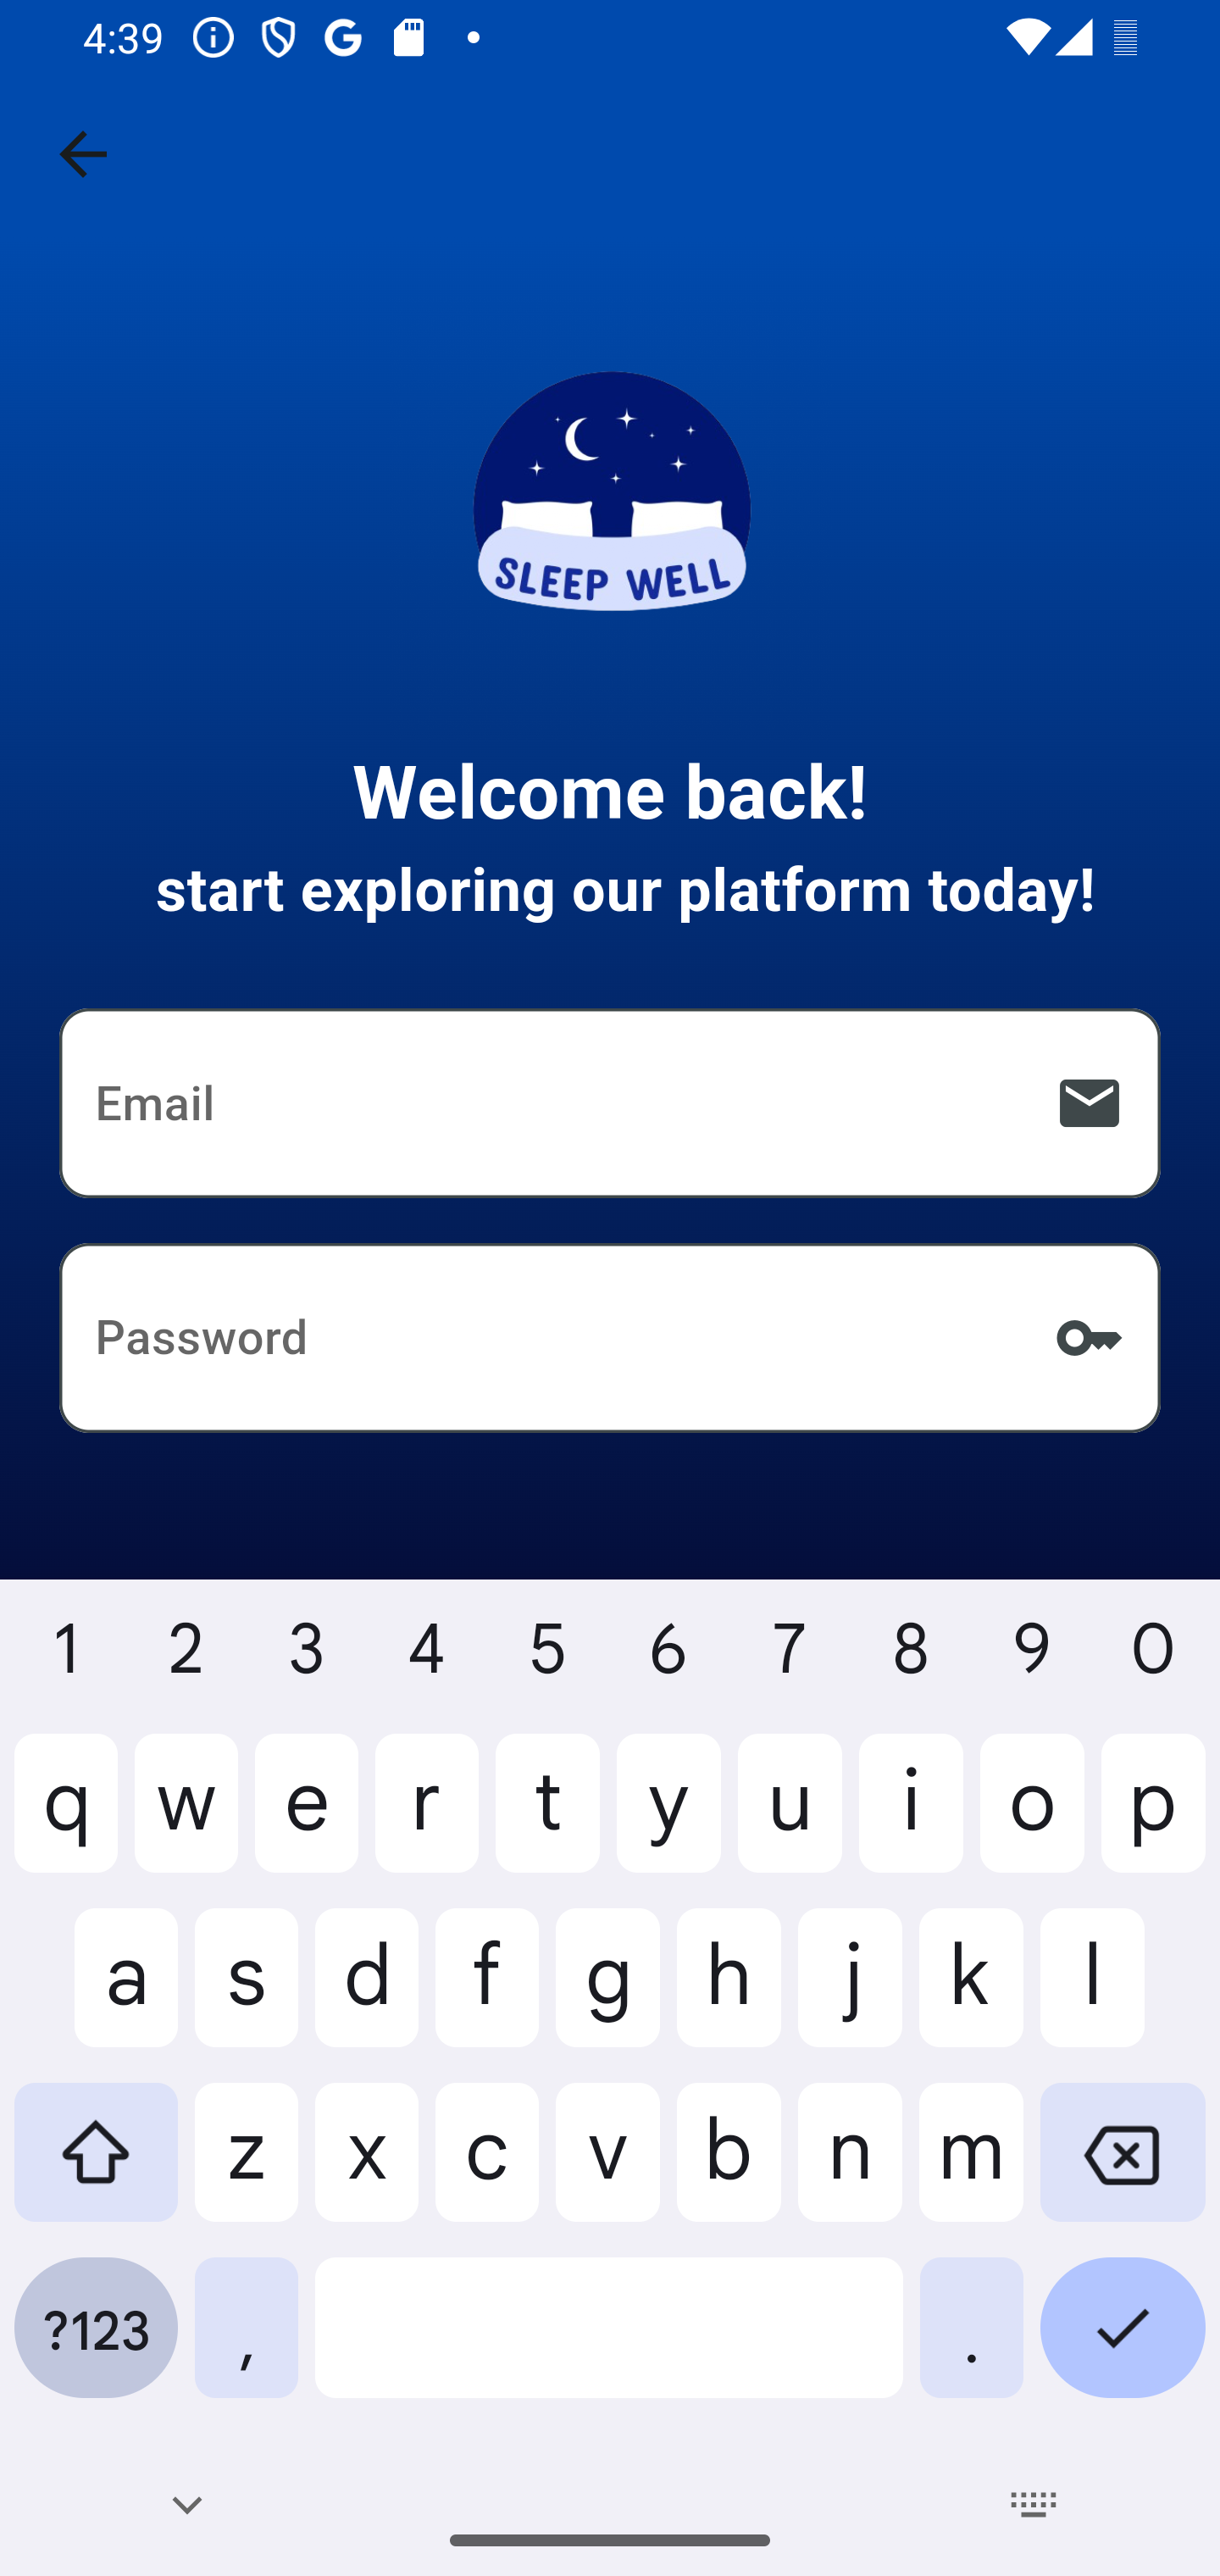 4:39
SLEEP WELL
Welcome back!
start exploring our platform today!
Email
Password
1 2 3 4 5 6 7 8 9 0
q w e r t y u i o p
a s d f g h j k l
z x c v b n m
?123 , .